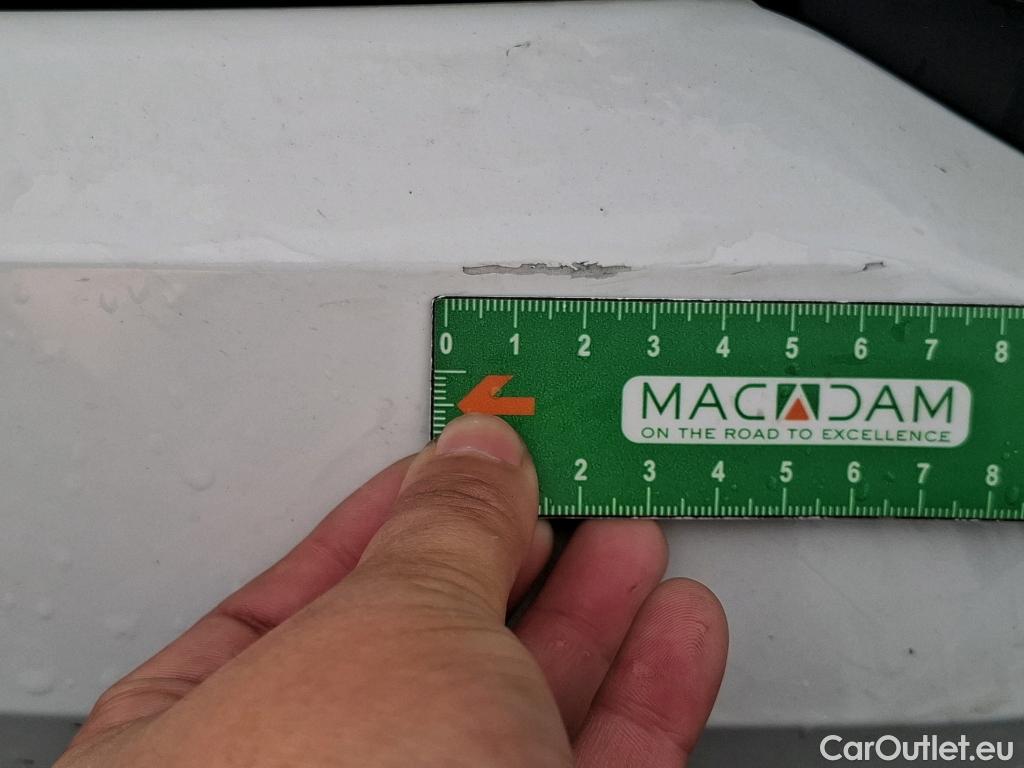 0 1 2 3 4 5 6 7 8
MACADAM
ON THE ROAD TO EXCELLENCE
2 3 4 5 6 7 8
CarOutlet.eu